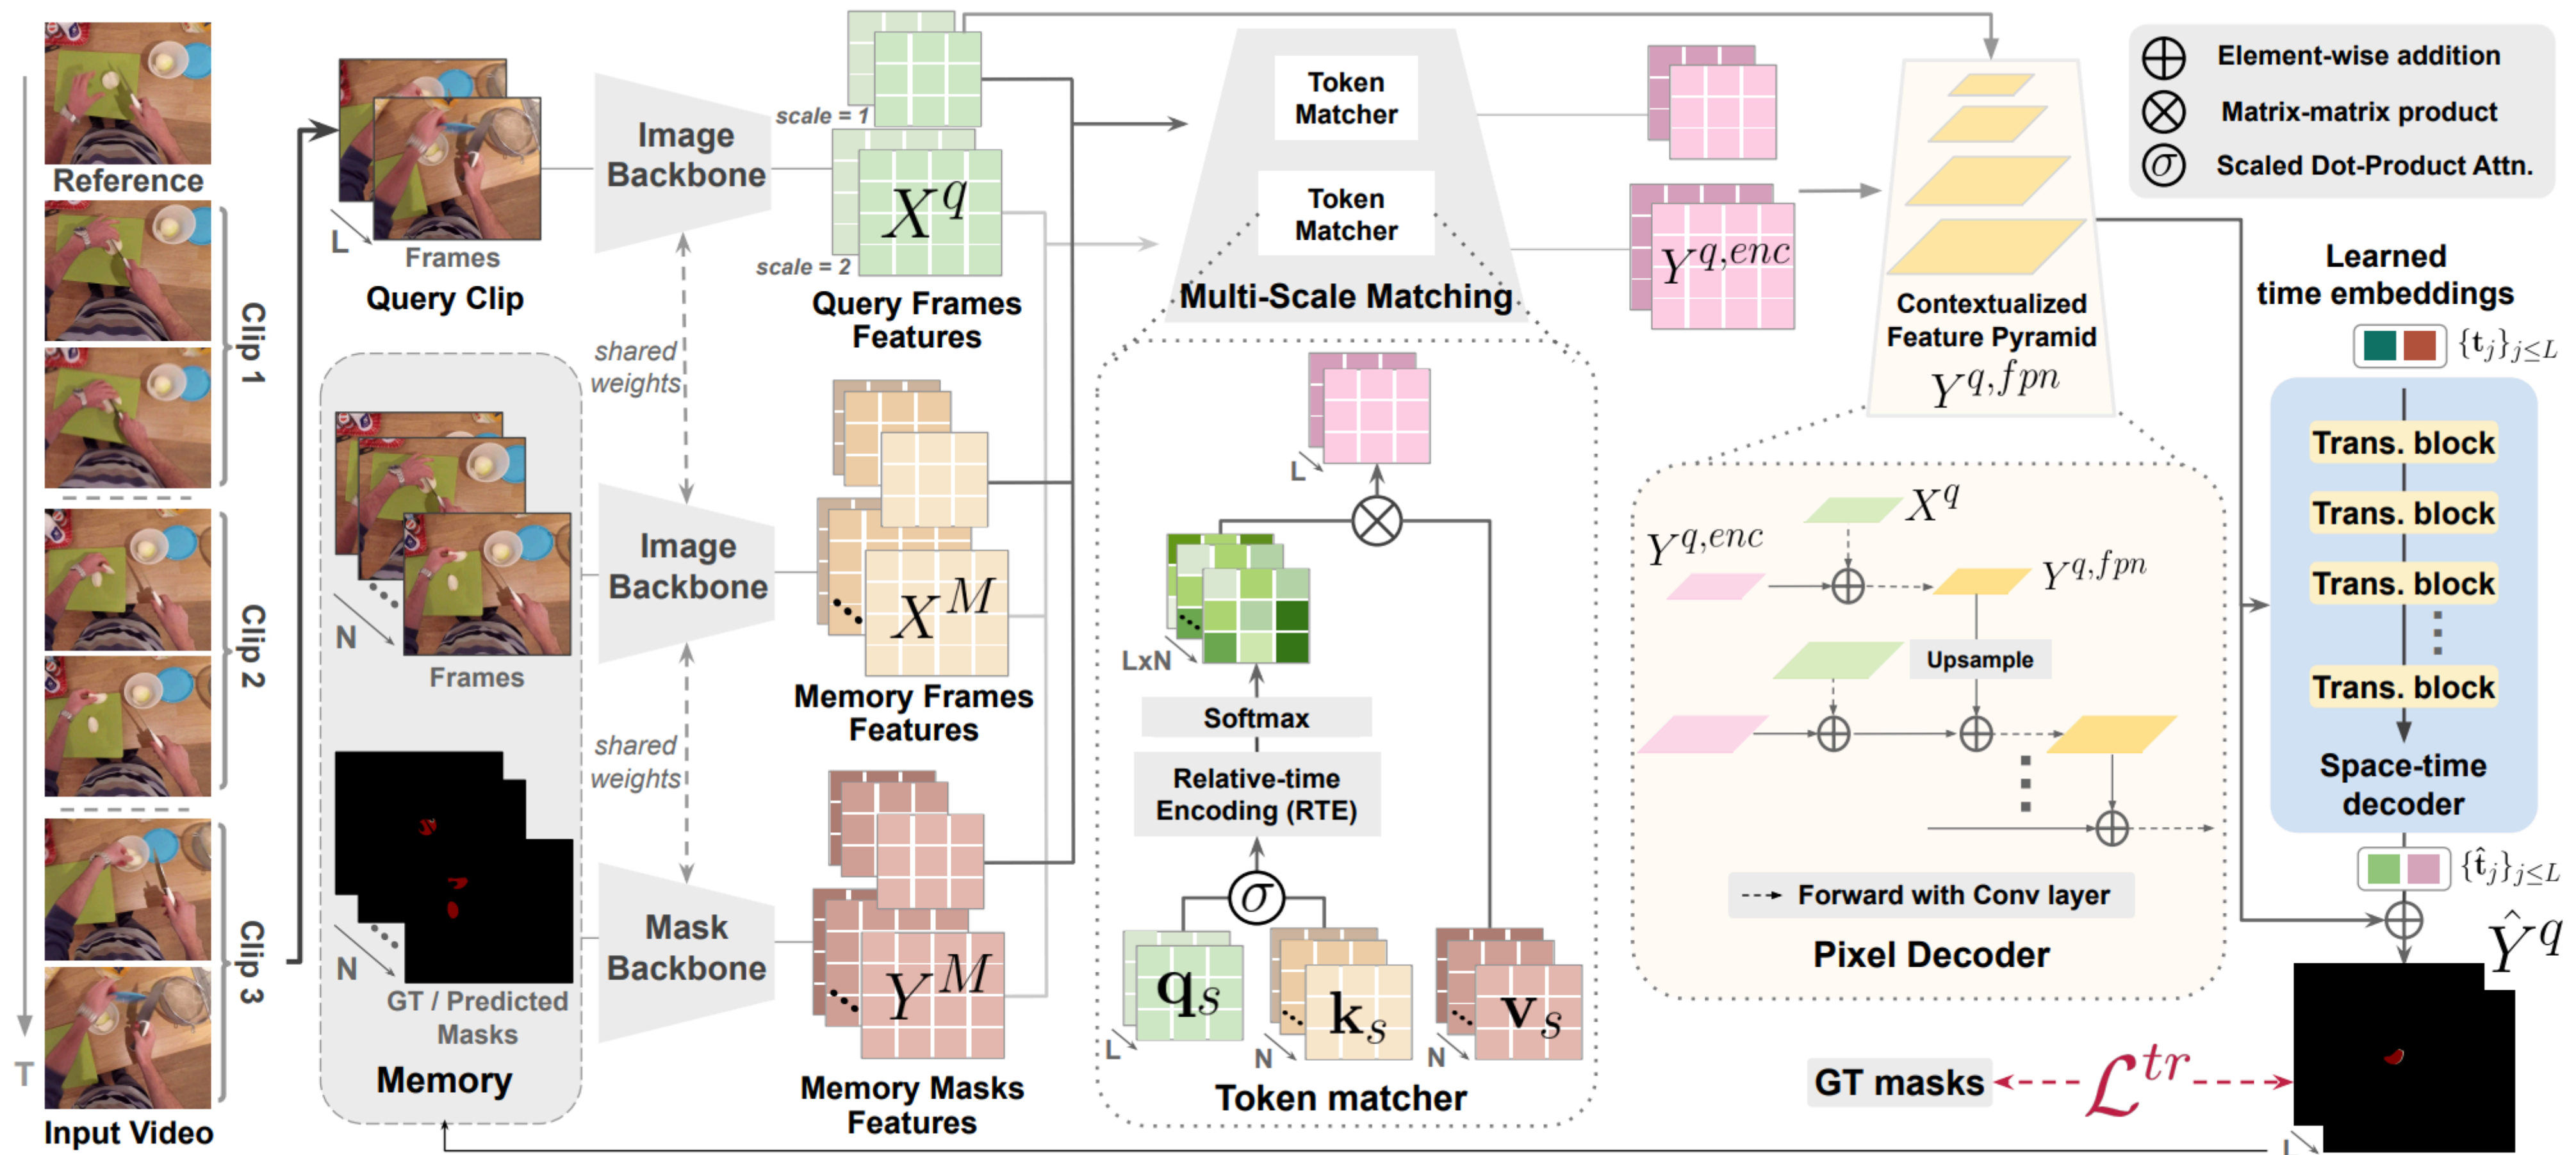 Reference
Clip 1
Clip 2
Clip 3
T
Input Video
L
Frames
Query Clip
N
Frames
N
GT / Predicted
Masks
Memory
Image
Backbone
shared
weights
Image
Backbone
shared
weights
Mask
Backbone
scale = 1
X^q
scale = 2
Query Frames
Features
X^M
Memory Frames
Features
Y^M
Memory Masks
Features
Token
Matcher
Token
Matcher
Multi-Scale Matching
L
LxN
Softmax
Relative-time
Encoding (RTE)
σ
q_s
k_s
v_s
L
N
N
Token matcher
Y^{q,enc}
Contextualized
Feature Pyramid
Y^{q,fpn}
X^q
Y^{q,enc}
Y^{q,fpn}
Upsample
Forward with Conv layer
Pixel Decoder
Element-wise addition
Matrix-matrix product
σ Scaled Dot-Product Attn.
Learned
time embeddings
{t_j}_{j≤L}
Trans. block
Trans. block
Trans. block
Trans. block
Space-time
decoder
{t̂_j}_{j≤L}
Ŷ^q
GT masks
ℒ^{tr}
L